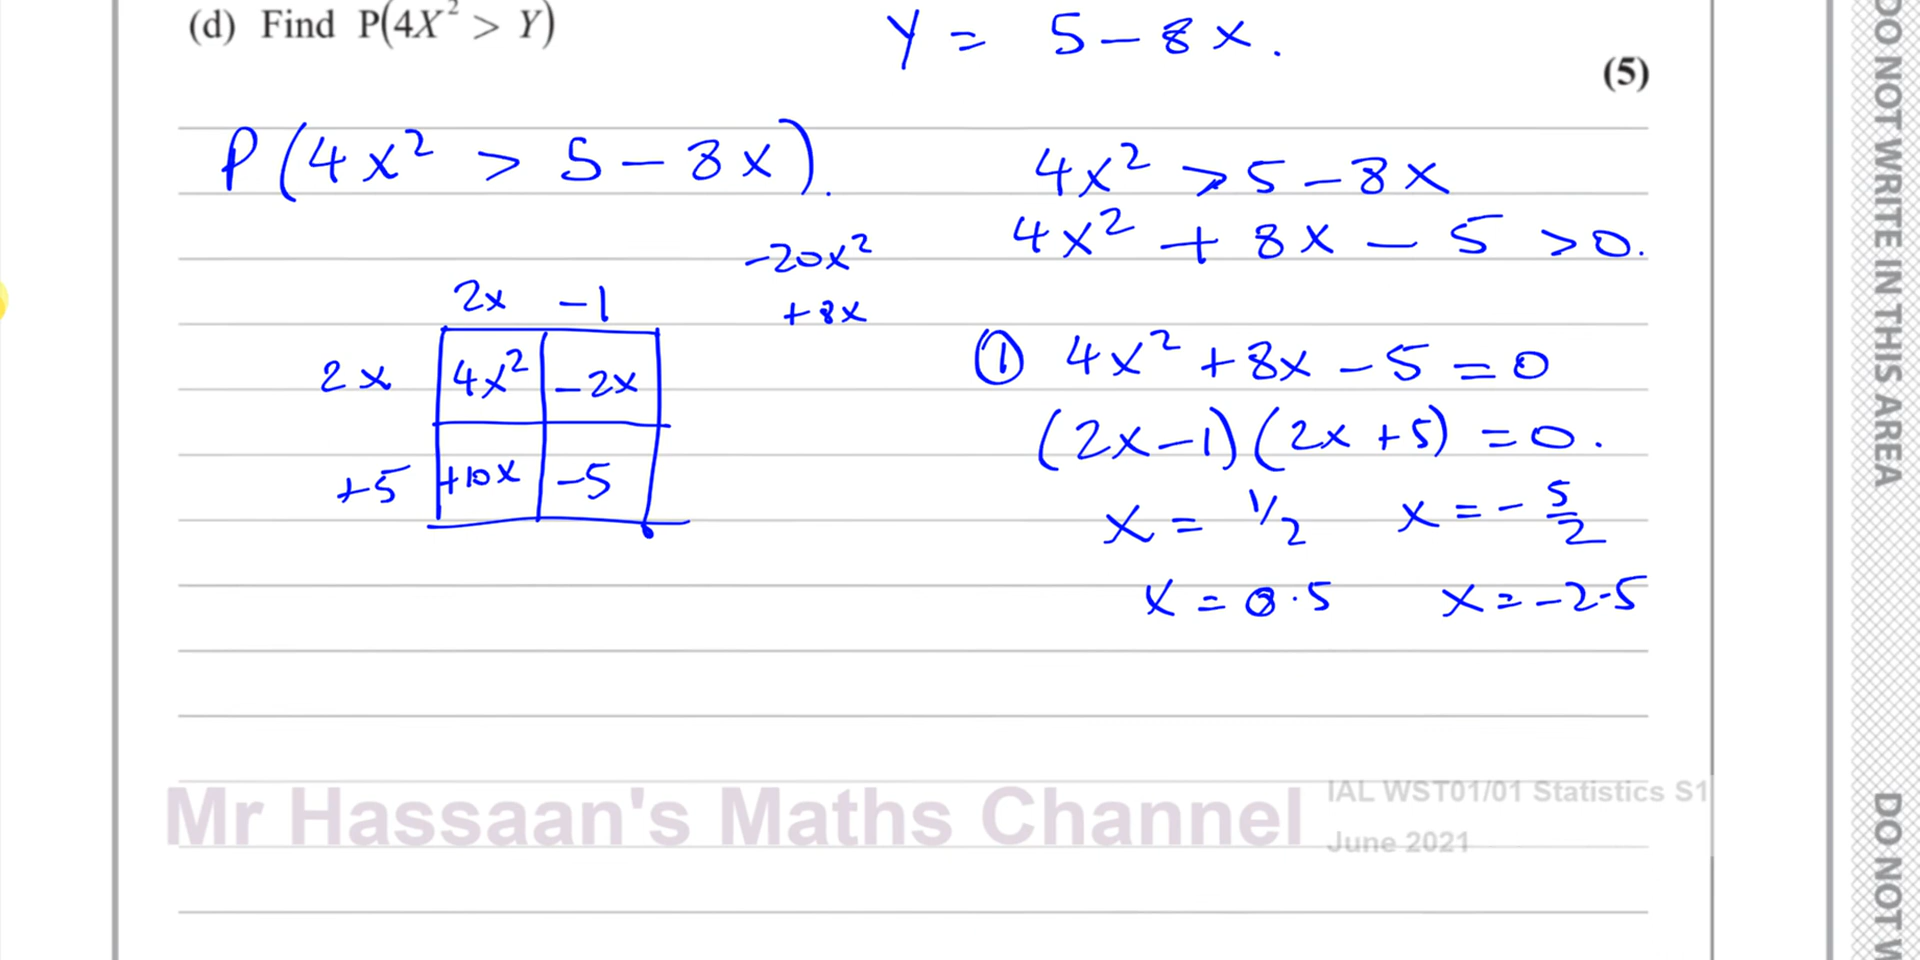 (d) Find P(4X² > Y)
Y = 5 - 8x.
(5)
P(4x² > 5 - 8x).
4x² > 5 - 8x
4x² + 8x - 5 > 0.
-20x²
+8x
2x -1
2x 4x² -2x
+5 +10x -5
① 4x² + 8x - 5 = 0
(2x-1)(2x+5) = 0.
x = 1/2 x = -5/2
x = 0.5 x = -2.5
Mr Hassaan's Maths Channel
IAL WST01/01 Statistics S1
June 2021
DO NOT WRITE IN THIS AREA
DO NOT W